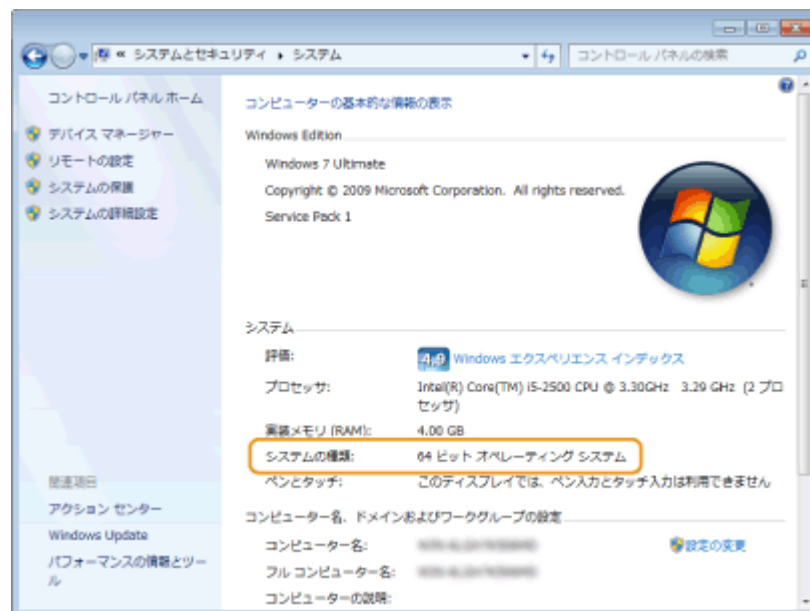 « システムとセキュリティ ▸ システム
コントロール パネルの検索
コントロール パネル ホーム
デバイス マネージャー
リモートの設定
システムの保護
システムの詳細設定
コンピューターの基本的な情報の表示
Windows Edition
Windows 7 Ultimate
Copyright © 2009 Microsoft Corporation. All rights reserved.
Service Pack 1
システム
評価: 4,9 Windows エクスペリエンス インデックス
プロセッサ: Intel(R) Core(TM) i5-2500 CPU @ 3.30GHz 3.29 GHz (2 プロ
セッサ)
実装メモリ (RAM): 4.00 GB
システムの種類: 64 ビット オペレーティング システム
ペンとタッチ: このディスプレイでは、ペン入力とタッチ入力は利用できません
コンピューター名、ドメインおよびワークグループの設定
コンピューター名: 設定の変更
フル コンピューター名:
コンピューターの説明:
関連項目
アクション センター
Windows Update
パフォーマンスの情報とツー
ル